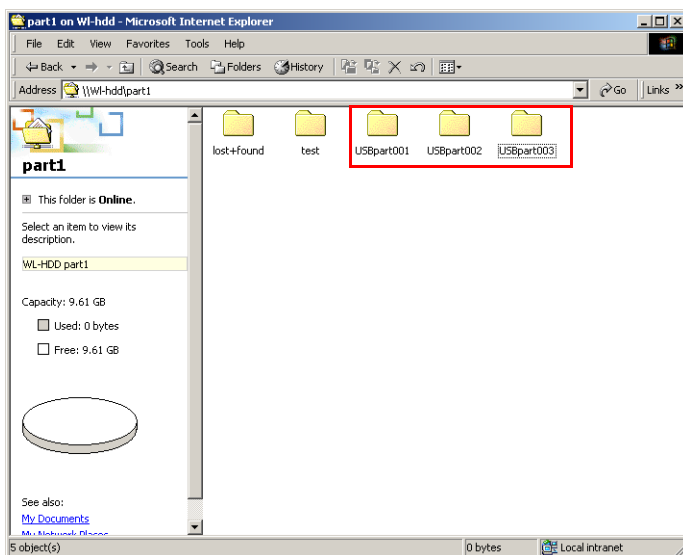 part1 on Wl-hdd - Microsoft Internet Explorer
File Edit View Favorites Tools Help
Back Search Folders History
Address \\Wl-hdd\part1 Go Links »
lost+found test USBpart001 USBpart002 USBpart003
part1
This folder is Online.
Select an item to view its
description.
WL-HDD part1
Capacity: 9.61 GB
Used: 0 bytes
Free: 9.61 GB
See also:
My Documents
My Network Places
5 object(s) 0 bytes Local intranet